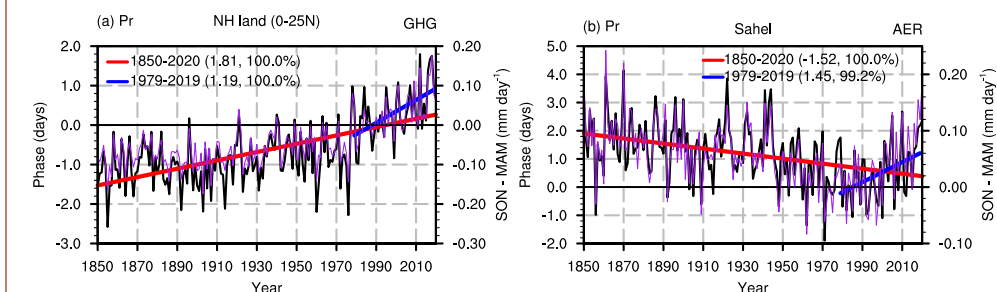 (a) Pr NH land (0-25N) GHG
1850-2020 (1.81, 100.0%)
1979-2019 (1.19, 100.0%)
2.0
1.0
0.0
-1.0
-2.0
-3.0
Phase (days)
0.20
0.10
0.00
-0.10
-0.20
-0.30
SON - MAM (mm day⁻¹)
1850 1870 1890 1910 1930 1950 1970 1990 2010
Year
(b) Pr Sahel AER
1850-2020 (-1.52, 100.0%)
1979-2019 (1.45, 99.2%)
5.0
4.0
3.0
2.0
1.0
0.0
-1.0
-2.0
Phase (days)
0.20
0.10
0.00
-0.10
SON - MAM (mm day⁻¹)
1850 1870 1890 1910 1930 1950 1970 1990 2010
Year